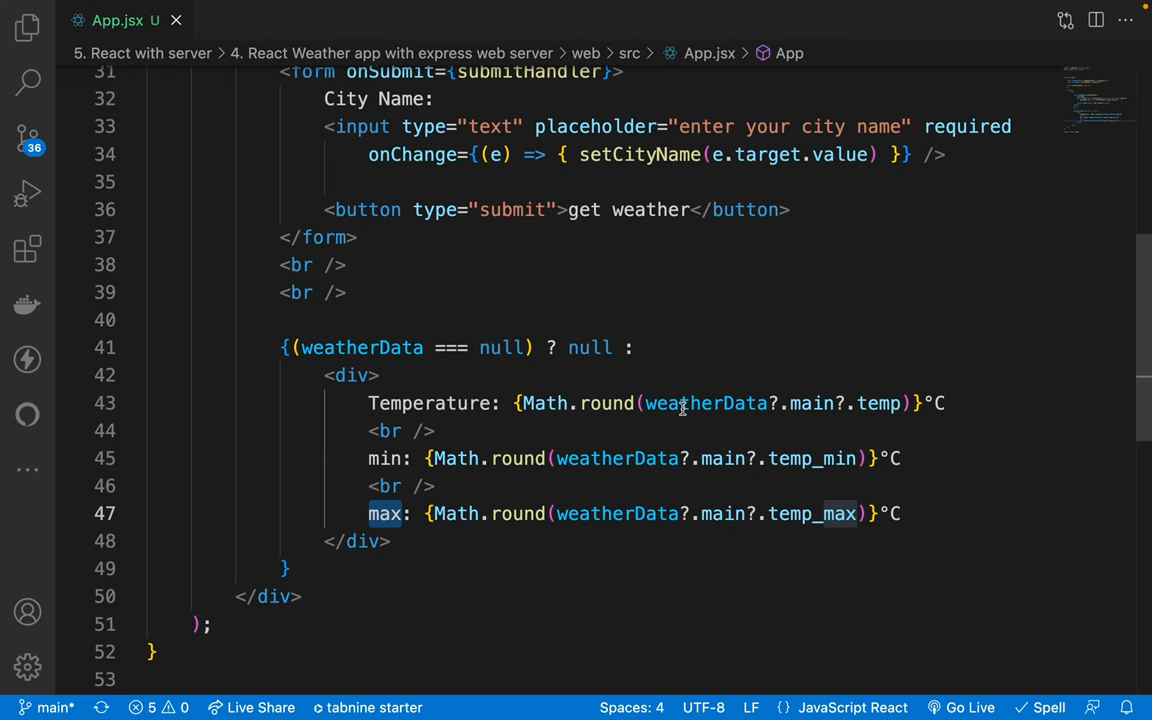 App.jsx U
5. React with server > 4. React Weather app with express web server > web > src > App.jsx > App
31 <form onSubmit={submitHandler}>
32 City Name:
33 <input type="text" placeholder="enter your city name" required
34 onChange={(e) => { setCityName(e.target.value) }} />
35
36 <button type="submit">get weather</button>
37 </form>
38 <br />
39 <br />
40
41 {(weatherData === null) ? null :
42 <div>
43 Temperature: {Math.round(weatherData?.main?.temp)}°C
44 <br />
45 min: {Math.round(weatherData?.main?.temp_min)}°C
46 <br />
47 max: {Math.round(weatherData?.main?.temp_max)}°C
48 </div>
49 }
50 </div>
51 );
52 }
53
36
main* 5 0 Live Share tabnine starter Spaces: 4 UTF-8 LF {} JavaScript React Go Live Spell